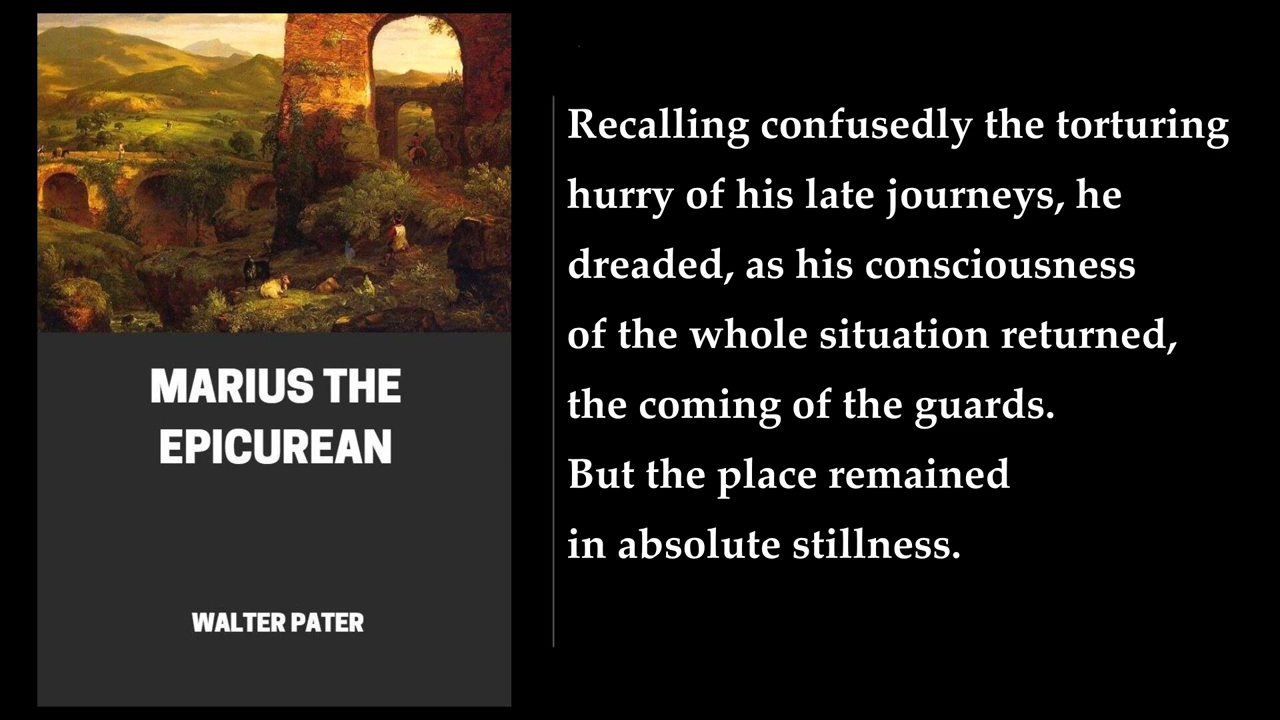 MARIUS THE
EPICUREAN
WALTER PATER
Recalling confusedly the torturing
hurry of his late journeys, he
dreaded, as his consciousness
of the whole situation returned,
the coming of the guards.
But the place remained
in absolute stillness.